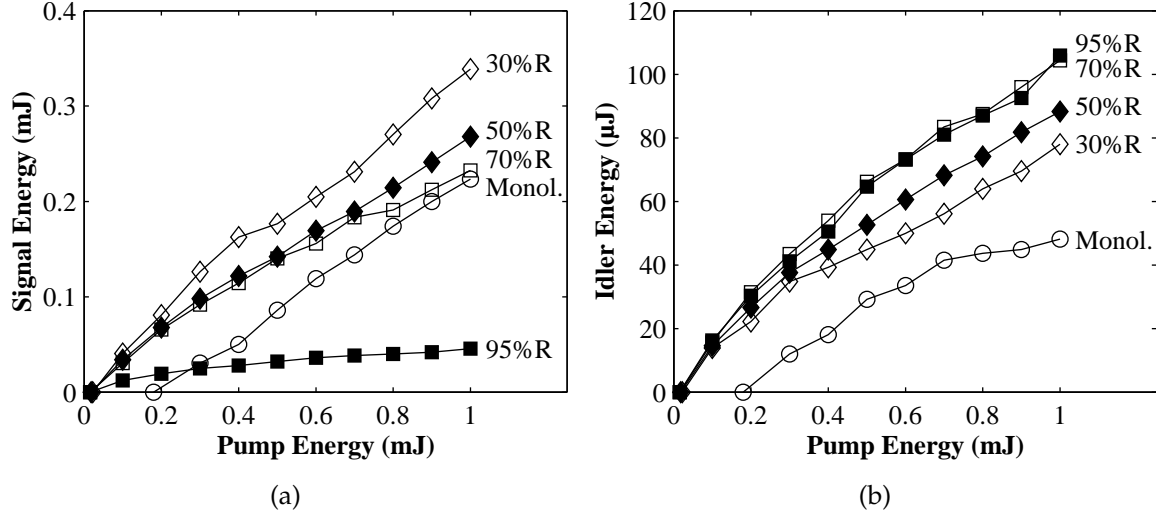 0.4
0.3
0.2
0.1
0
Signal Energy (mJ)
30%R
50%R
70%R
Monol.
95%R
0 0.2 0.4 0.6 0.8 1
Pump Energy (mJ)
(a)
120
100
80
60
40
20
0
Idler Energy (µJ)
95%R
70%R
50%R
30%R
Monol.
0.2 0.4 0.6 0.8 1
Pump Energy (mJ)
(b)